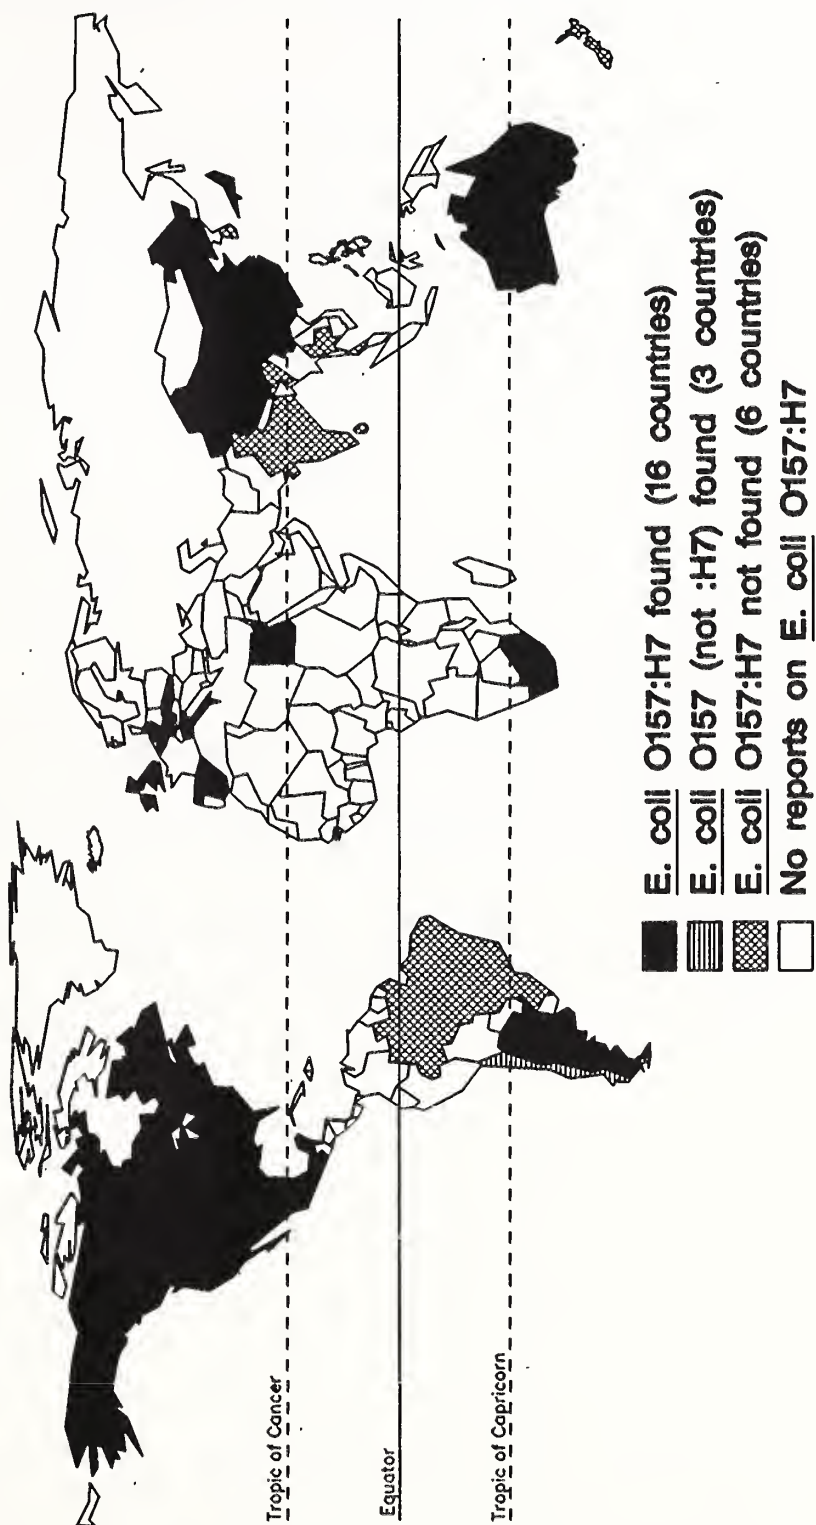 Tropic of Cancer
Equator
Tropic of Capricorn
E. coli O157:H7 found (16 countries)
E. coli O157 (not :H7) found (3 countries)
E. coli O157:H7 not found (6 countries)
No reports on E. coli O157:H7